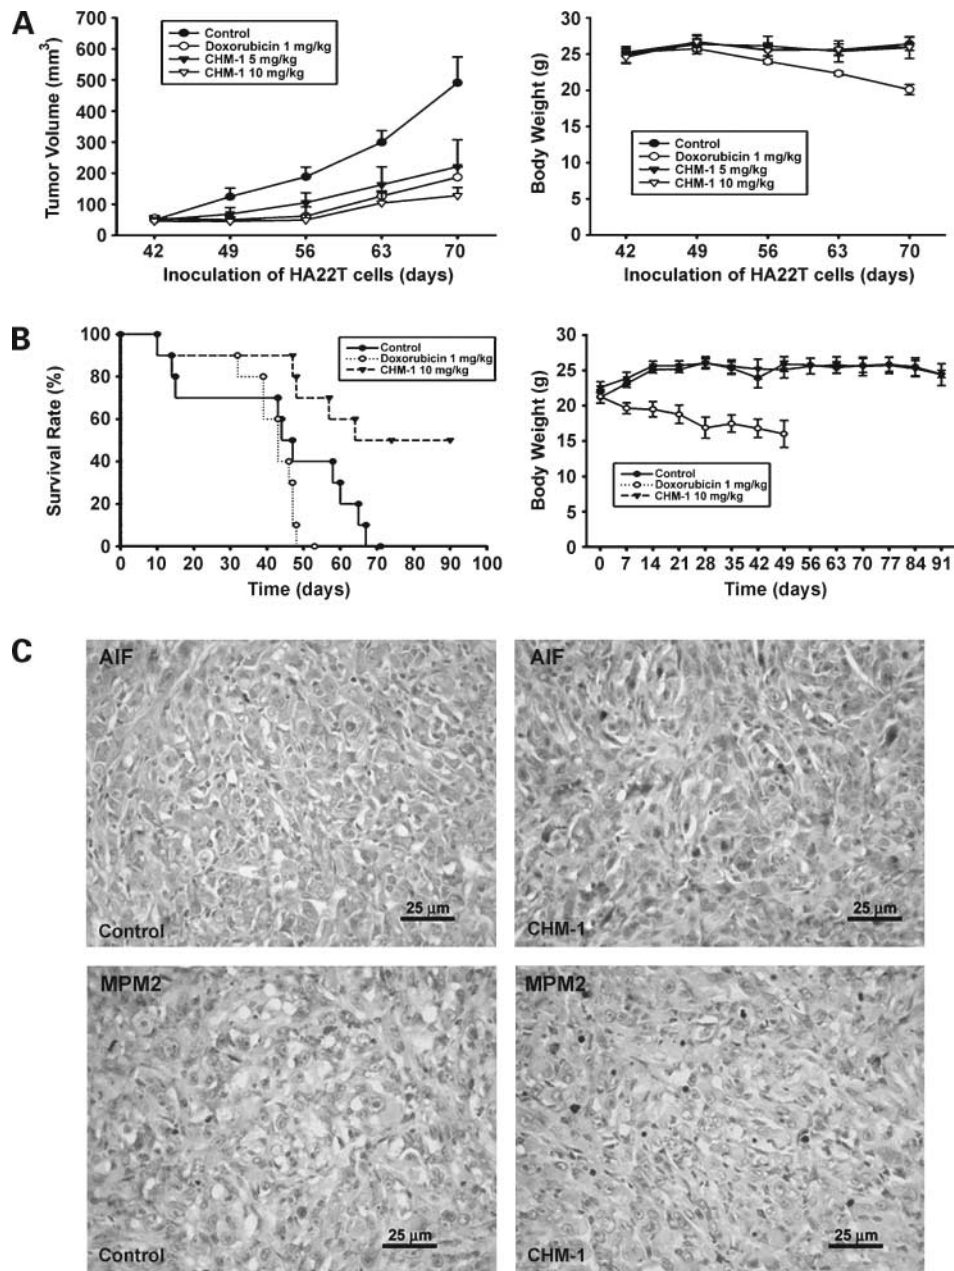 A
700
600
500
400
300
200
100
0
Tumor Volume (mm³)
Control
Doxorubicin 1 mg/kg
CHM-1 5 mg/kg
CHM-1 10 mg/kg
42 49 56 63 70
Inoculation of HA22T cells (days)
30
25
20
15
10
5
0
Body Weight (g)
Control
Doxorubicin 1 mg/kg
CHM-1 5 mg/kg
CHM-1 10 mg/kg
42 49 56 63 70
Inoculation of HA22T cells (days)
B
100
80
60
40
20
0
Survival Rate (%)
Control
Doxorubicin 1 mg/kg
CHM-1 10 mg/kg
0 10 20 30 40 50 60 70 80 90 100
Time (days)
30
25
20
15
10
5
0
Body Weight (g)
Control
Doxorubicin 1 mg/kg
CHM-1 10 mg/kg
0 7 14 21 28 35 42 49 56 63 70 77 84 91
Time (days)
C
AIF
25 µm
Control
AIF
25 µm
CHM-1
MPM2
25 µm
Control
MPM2
25 µm
CHM-1